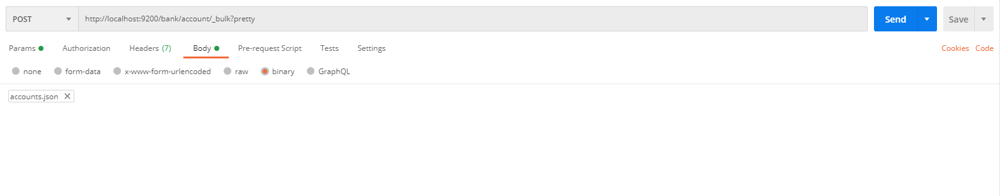 POST http://localhost:9200/bank/account/_bulk?pretty Send Save
Params Authorization Headers (7) Body Pre-request Script Tests Settings Cookies Code
none form-data x-www-form-urlencoded raw binary GraphQL
accounts.json